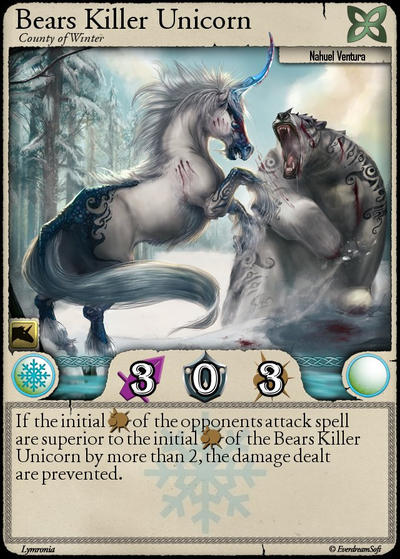 Bears Killer Unicorn
County of Winter
Nahuel Ventura
3 0 3
If the initial of the opponents attack spell
are superior to the initial of the Bears Killer
Unicorn by more than 2, the damage dealt
are prevented.
Lymronia © EverdreamSoft